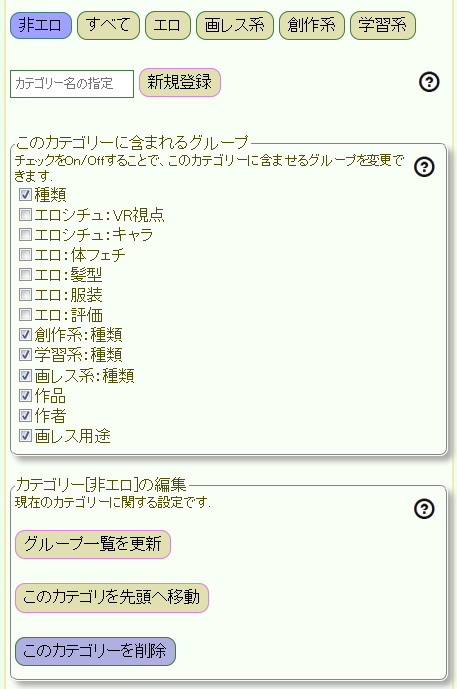 非エロ すべて エロ 画レス系 創作系 学習系
カテゴリー名の指定 新規登録
このカテゴリーに含まれるグループ
チェックをOn/Offすることで、このカテゴリーに含ませるグループを変更で
きます.
種類
エロシチュ:VR視点
エロシチュ:キャラ
エロ:体フェチ
エロ:髪型
エロ:服装
エロ:評価
創作系:種類
学習系:種類
画レス系:種類
作品
作者
画レス用途
カテゴリー[非エロ]の編集
現在のカテゴリーに関する設定です.
グループ一覧を更新
このカテゴリを先頭へ移動
このカテゴリーを削除